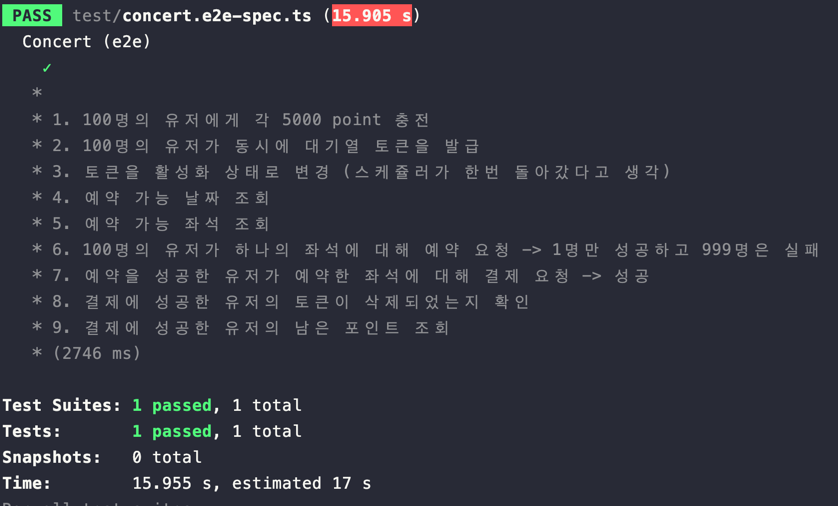 PASS test/concert.e2e-spec.ts (15.905 s)
Concert (e2e)
✓
*
* 1. 100명의 유저에게 각 5000 point 충전
* 2. 100명의 유저가 동시에 대기열 토큰을 발급
* 3. 토큰을 활성화 상태로 변경 (스케쥴러가 한번 돌아갔다고 생각)
* 4. 예약 가능 날짜 조회
* 5. 예약 가능 좌석 조회
* 6. 100명의 유저가 하나의 좌석에 대해 예약 요청 -> 1명만 성공하고 999명은 실패
* 7. 예약을 성공한 유저가 예약한 좌석에 대해 결제 요청 -> 성공
* 8. 결제에 성공한 유저의 토큰이 삭제되었는지 확인
* 9. 결제에 성공한 유저의 남은 포인트 조회
* (2746 ms)
Test Suites: 1 passed, 1 total
Tests: 1 passed, 1 total
Snapshots: 0 total
Time: 15.955 s, estimated 17 s